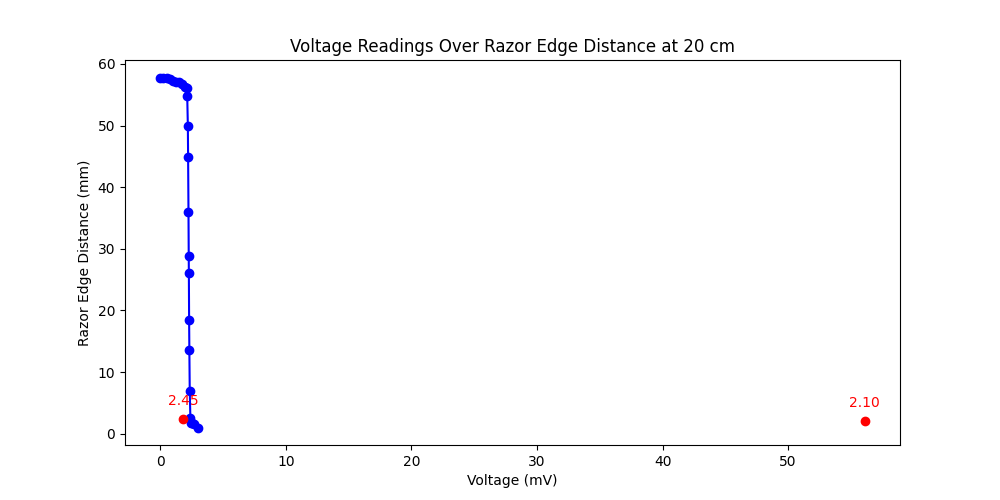 Voltage Readings Over Razor Edge Distance at 20 cm
60
50
40
30
20
10
0
Razor Edge Distance (mm)
2.45
2.10
0 10 20 30 40 50
Voltage (mV)